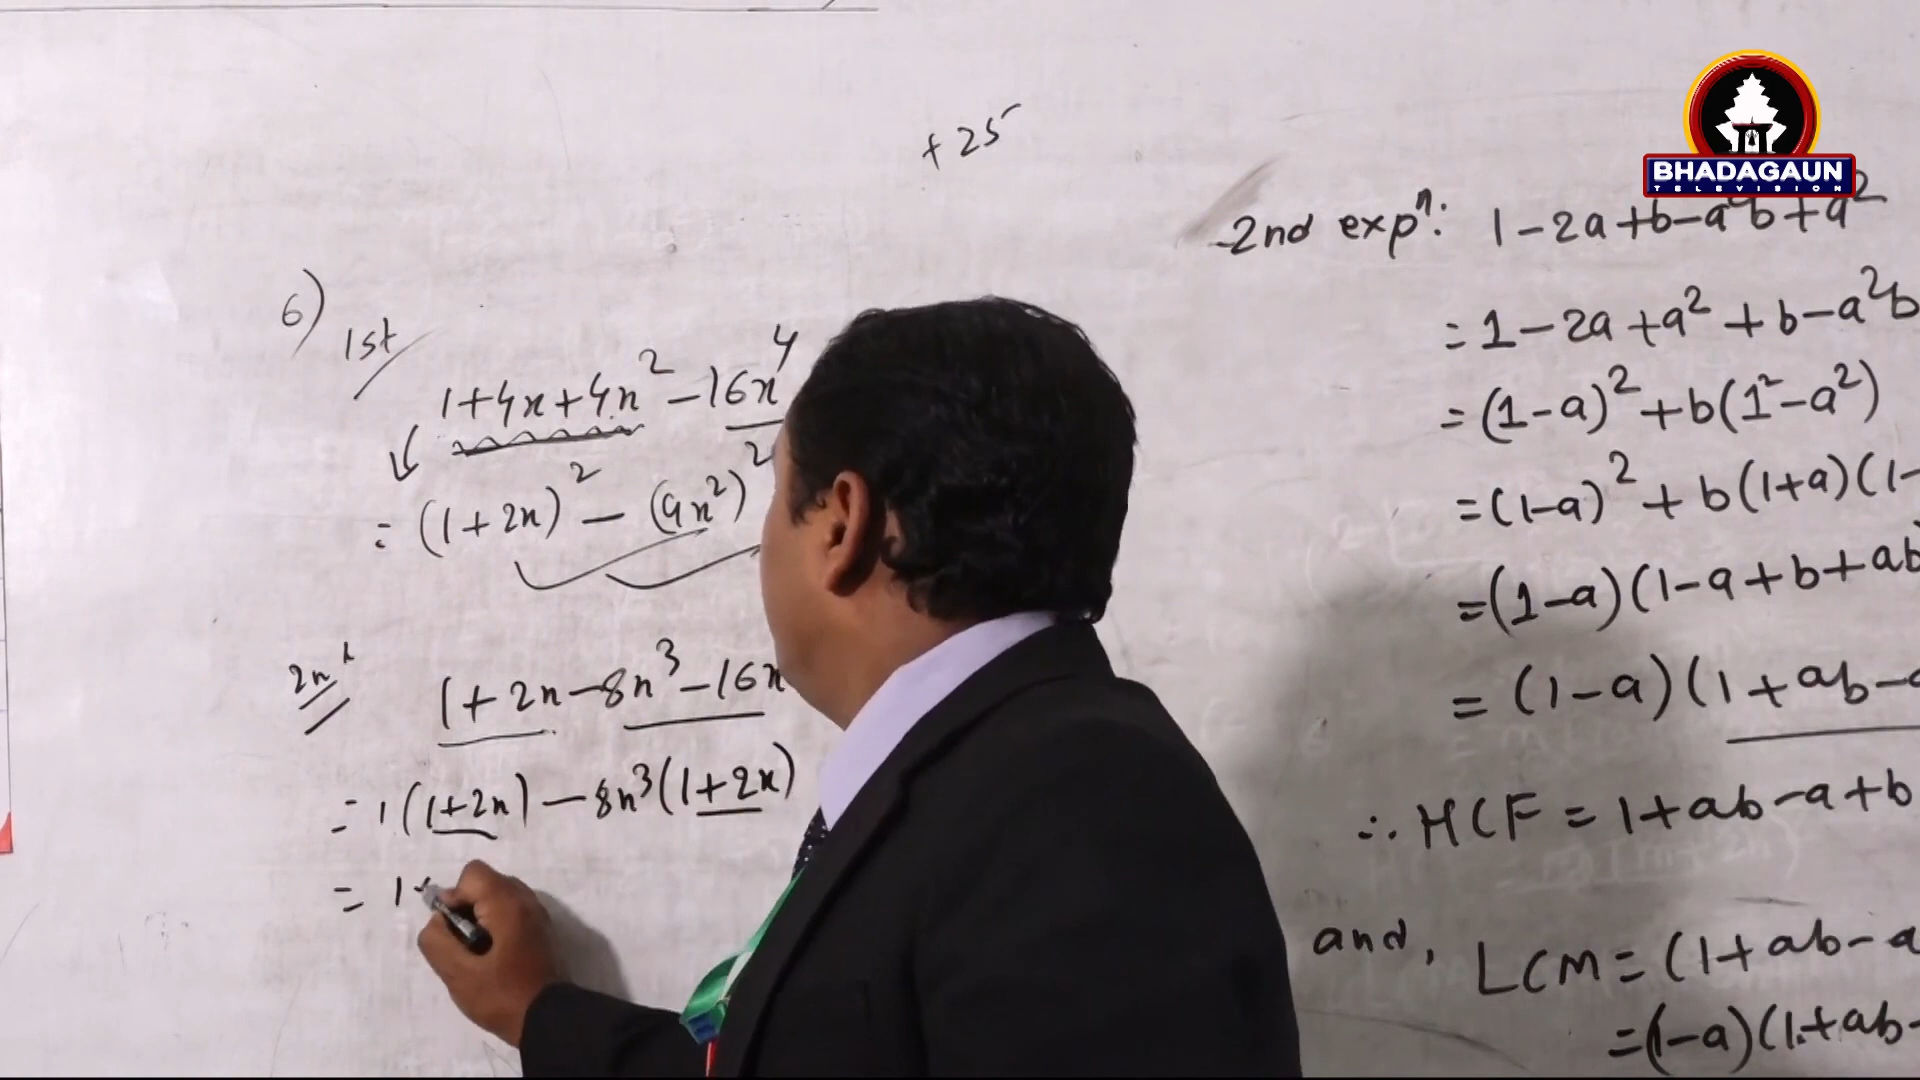 +25
6)
1st
1+4x+4x² -16x⁴
= (1+2x)² - (4x²)²
2nd
1+2x-8x³-16x
= 1(1+2x) - 8x³(1+2x)
= 1+
BHADAGAUN
TELEVISION
2nd expⁿ: 1-2a+b-a²b+a²
= 1-2a+a²+b-a²b
= (1-a)²+b(1²-a²)
= (1-a)²+b(1+a)(1-
= (1-a)(1-a+b+ab
= (1-a)(1+ab-a
∴ HCF = 1+ab-a+b
and, LCM = (1+ab-a
= (1-a)(1+ab-